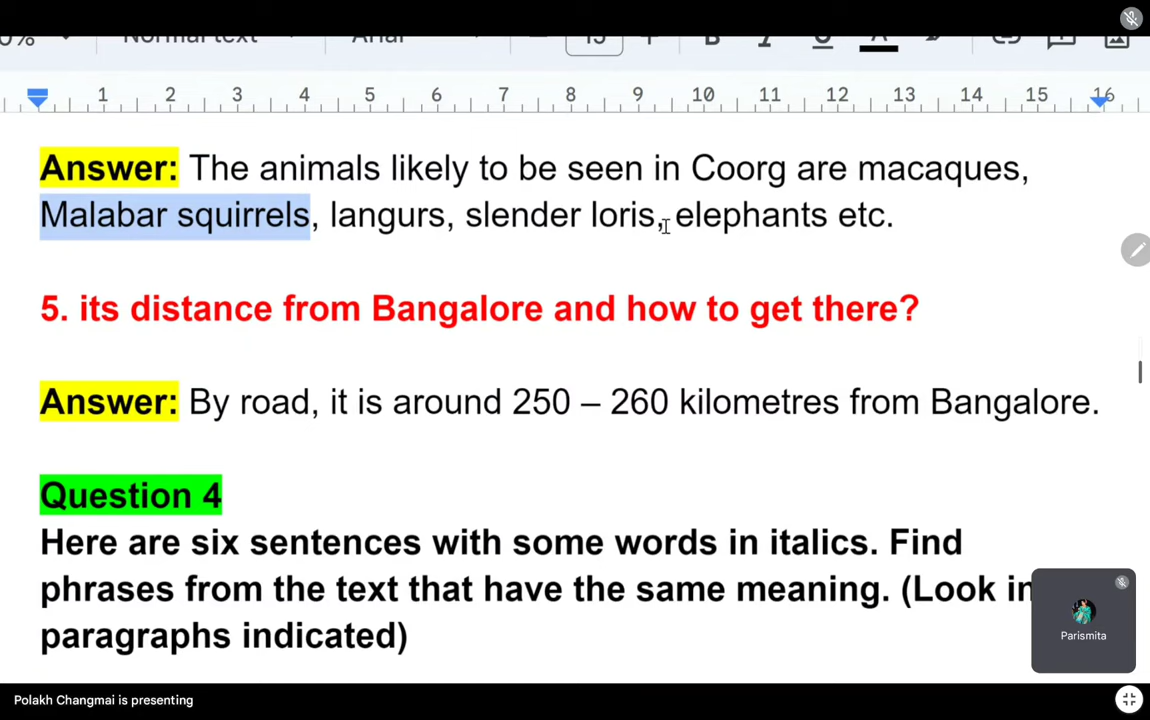 0%
Normal text
Arial
15
B I U A
1 2 3 4 5 6 7 8 9 10 11 12 13 14 15 16
Answer: The animals likely to be seen in Coorg are macaques,
Malabar squirrels, langurs, slender loris, elephants etc.
5. its distance from Bangalore and how to get there?
Answer: By road, it is around 250 – 260 kilometres from Bangalore.
Question 4
Here are six sentences with some words in italics. Find
phrases from the text that have the same meaning. (Look in
paragraphs indicated)
Parismita
Polakh Changmai is presenting